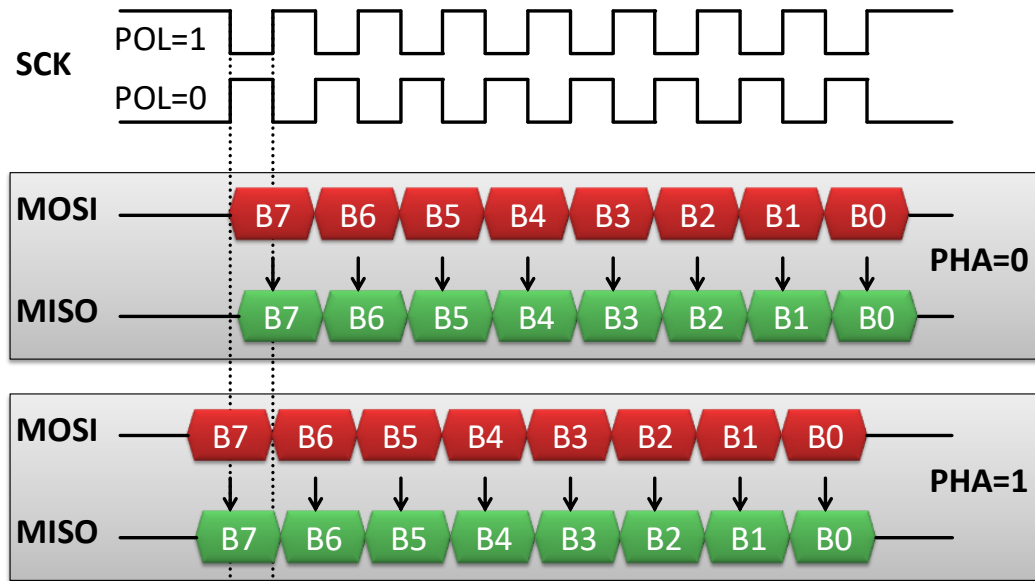 POL=1
SCK
POL=0
MOSI B7 B6 B5 B4 B3 B2 B1 B0
PHA=0
MISO B7 B6 B5 B4 B3 B2 B1 B0
MOSI B7 B6 B5 B4 B3 B2 B1 B0
PHA=1
MISO B7 B6 B5 B4 B3 B2 B1 B0